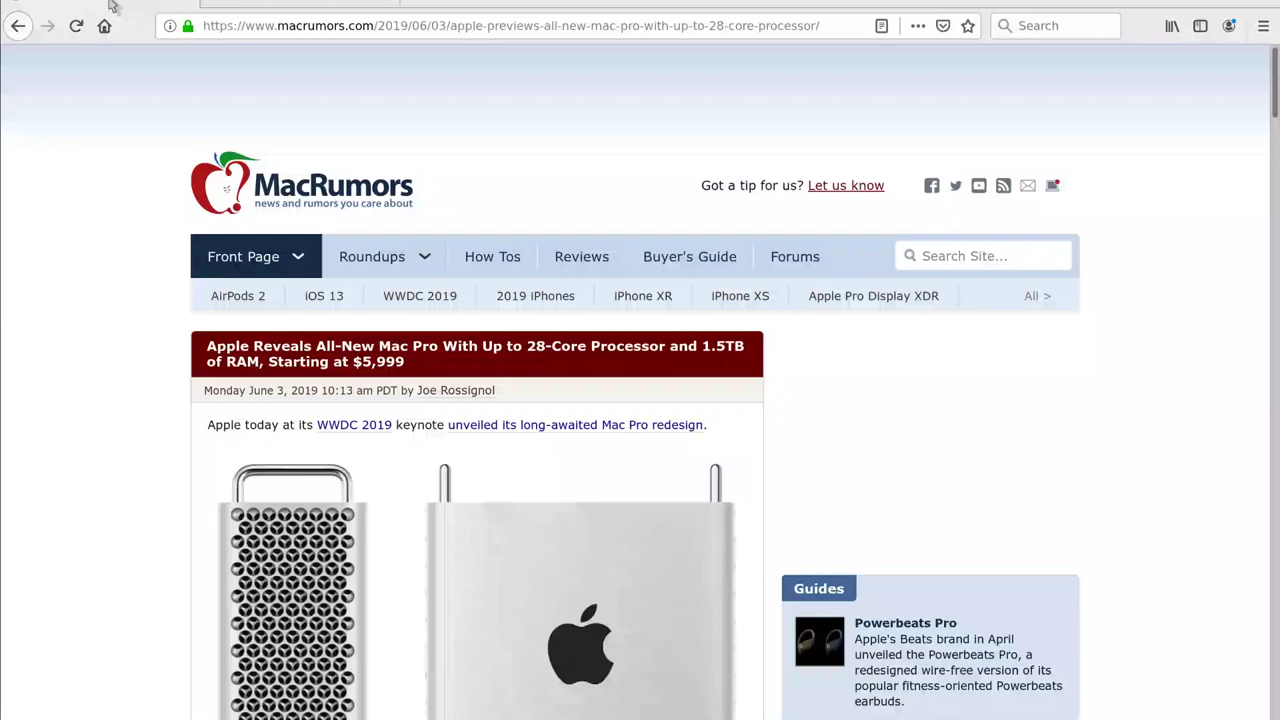 https://www.macrumors.com/2019/06/03/apple-previews-all-new-mac-pro-with-up-to-28-core-processor/
Search
MacRumors
news and rumors you care about
Got a tip for us? Let us know
Front Page
Roundups
How Tos
Reviews
Buyer's Guide
Forums
Search Site...
AirPods 2
iOS 13
WWDC 2019
2019 iPhones
iPhone XR
iPhone XS
Apple Pro Display XDR
All >
Apple Reveals All-New Mac Pro With Up to 28-Core Processor and 1.5TB
of RAM, Starting at $5,999
Monday June 3, 2019 10:13 am PDT by Joe Rossignol
Apple today at its WWDC 2019 keynote unveiled its long-awaited Mac Pro redesign.
Guides
Powerbeats Pro
Apple's Beats brand in April
unveiled the Powerbeats Pro, a
redesigned wire-free version of its
popular fitness-oriented Powerbeats
earbuds.